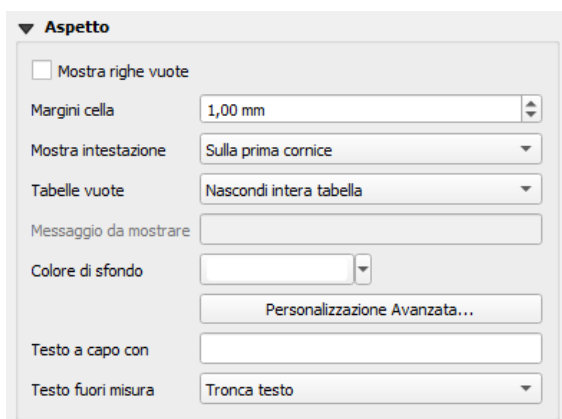 Aspetto
Mostra righe vuote
Margini cella 1,00 mm
Mostra intestazione Sulla prima cornice
Tabelle vuote Nascondi intera tabella
Messaggio da mostrare
Colore di sfondo
Personalizzazione Avanzata...
Testo a capo con
Testo fuori misura Tronca testo